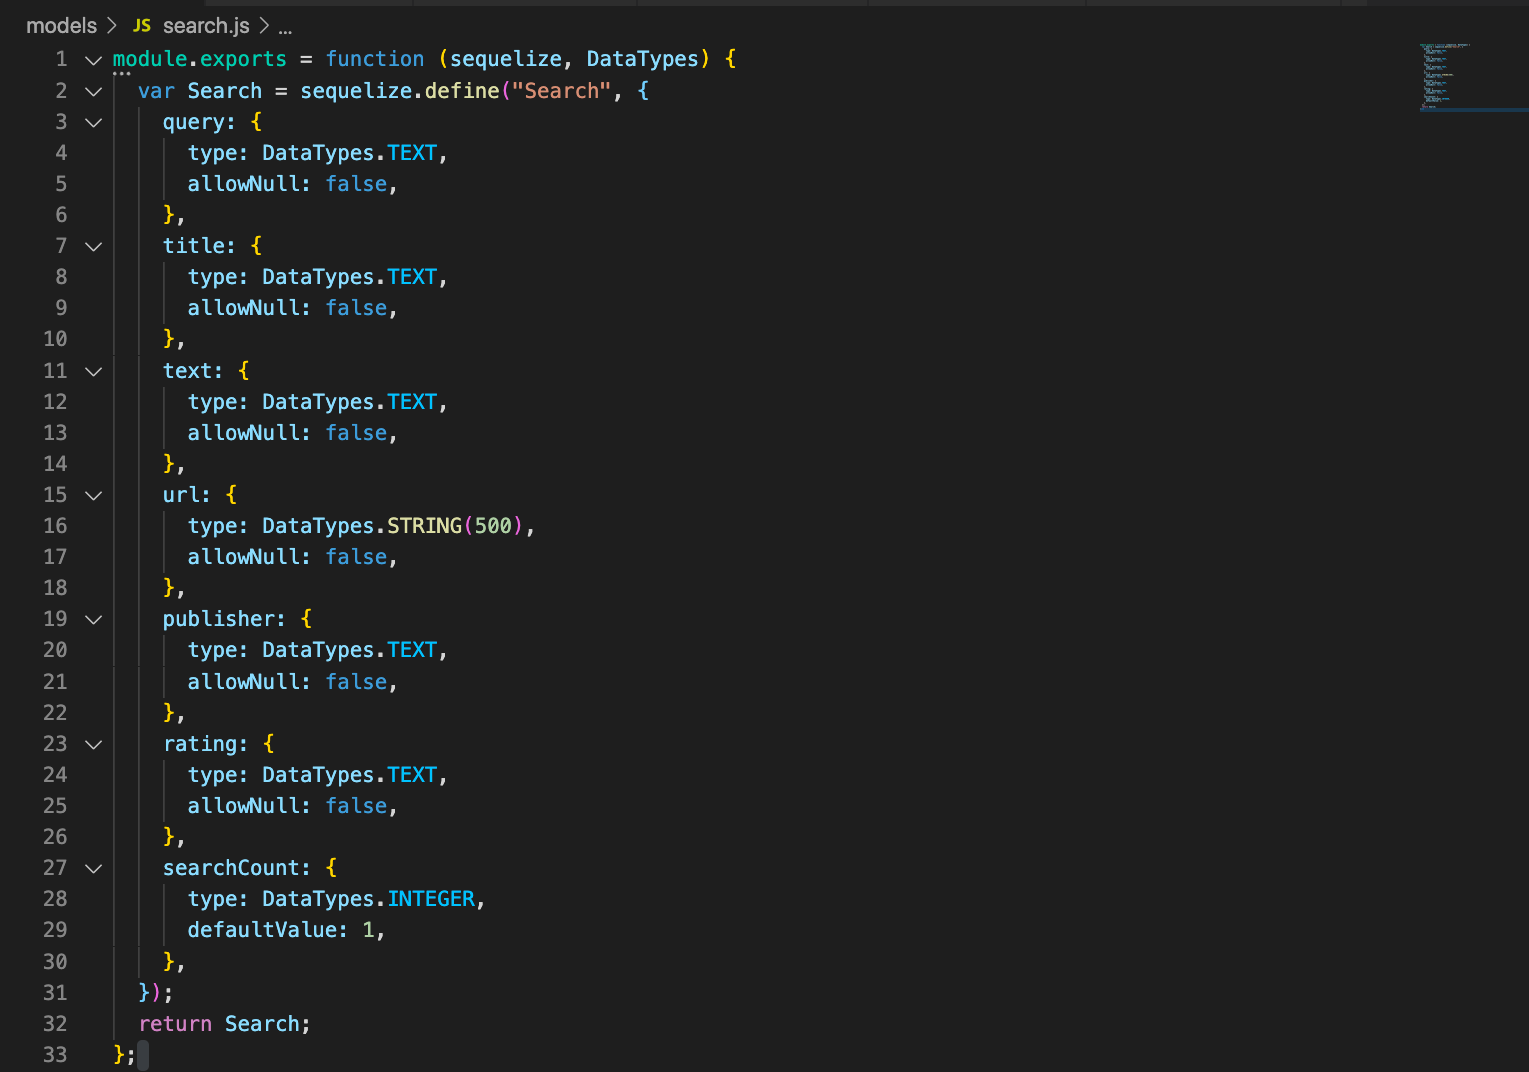 models > JS search.js > ...
1 module.exports = function (sequelize, DataTypes) {
2   var Search = sequelize.define("Search", {
3     query: {
4       type: DataTypes.TEXT,
5       allowNull: false,
6     },
7     title: {
8       type: DataTypes.TEXT,
9       allowNull: false,
10     },
11     text: {
12       type: DataTypes.TEXT,
13       allowNull: false,
14     },
15     url: {
16       type: DataTypes.STRING(500),
17       allowNull: false,
18     },
19     publisher: {
20       type: DataTypes.TEXT,
21       allowNull: false,
22     },
23     rating: {
24       type: DataTypes.TEXT,
25       allowNull: false,
26     },
27     searchCount: {
28       type: DataTypes.INTEGER,
29       defaultValue: 1,
30     },
31   });
32   return Search;
33 };